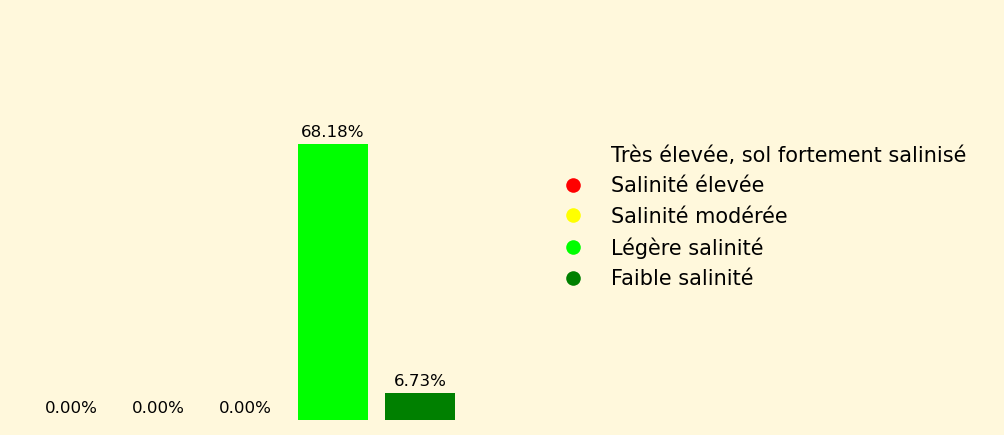 68.18%
6.73%
0.00%
0.00%
0.00%
Très élevée, sol fortement salinisé
Salinité élevée
Salinité modérée
Légère salinité
Faible salinité